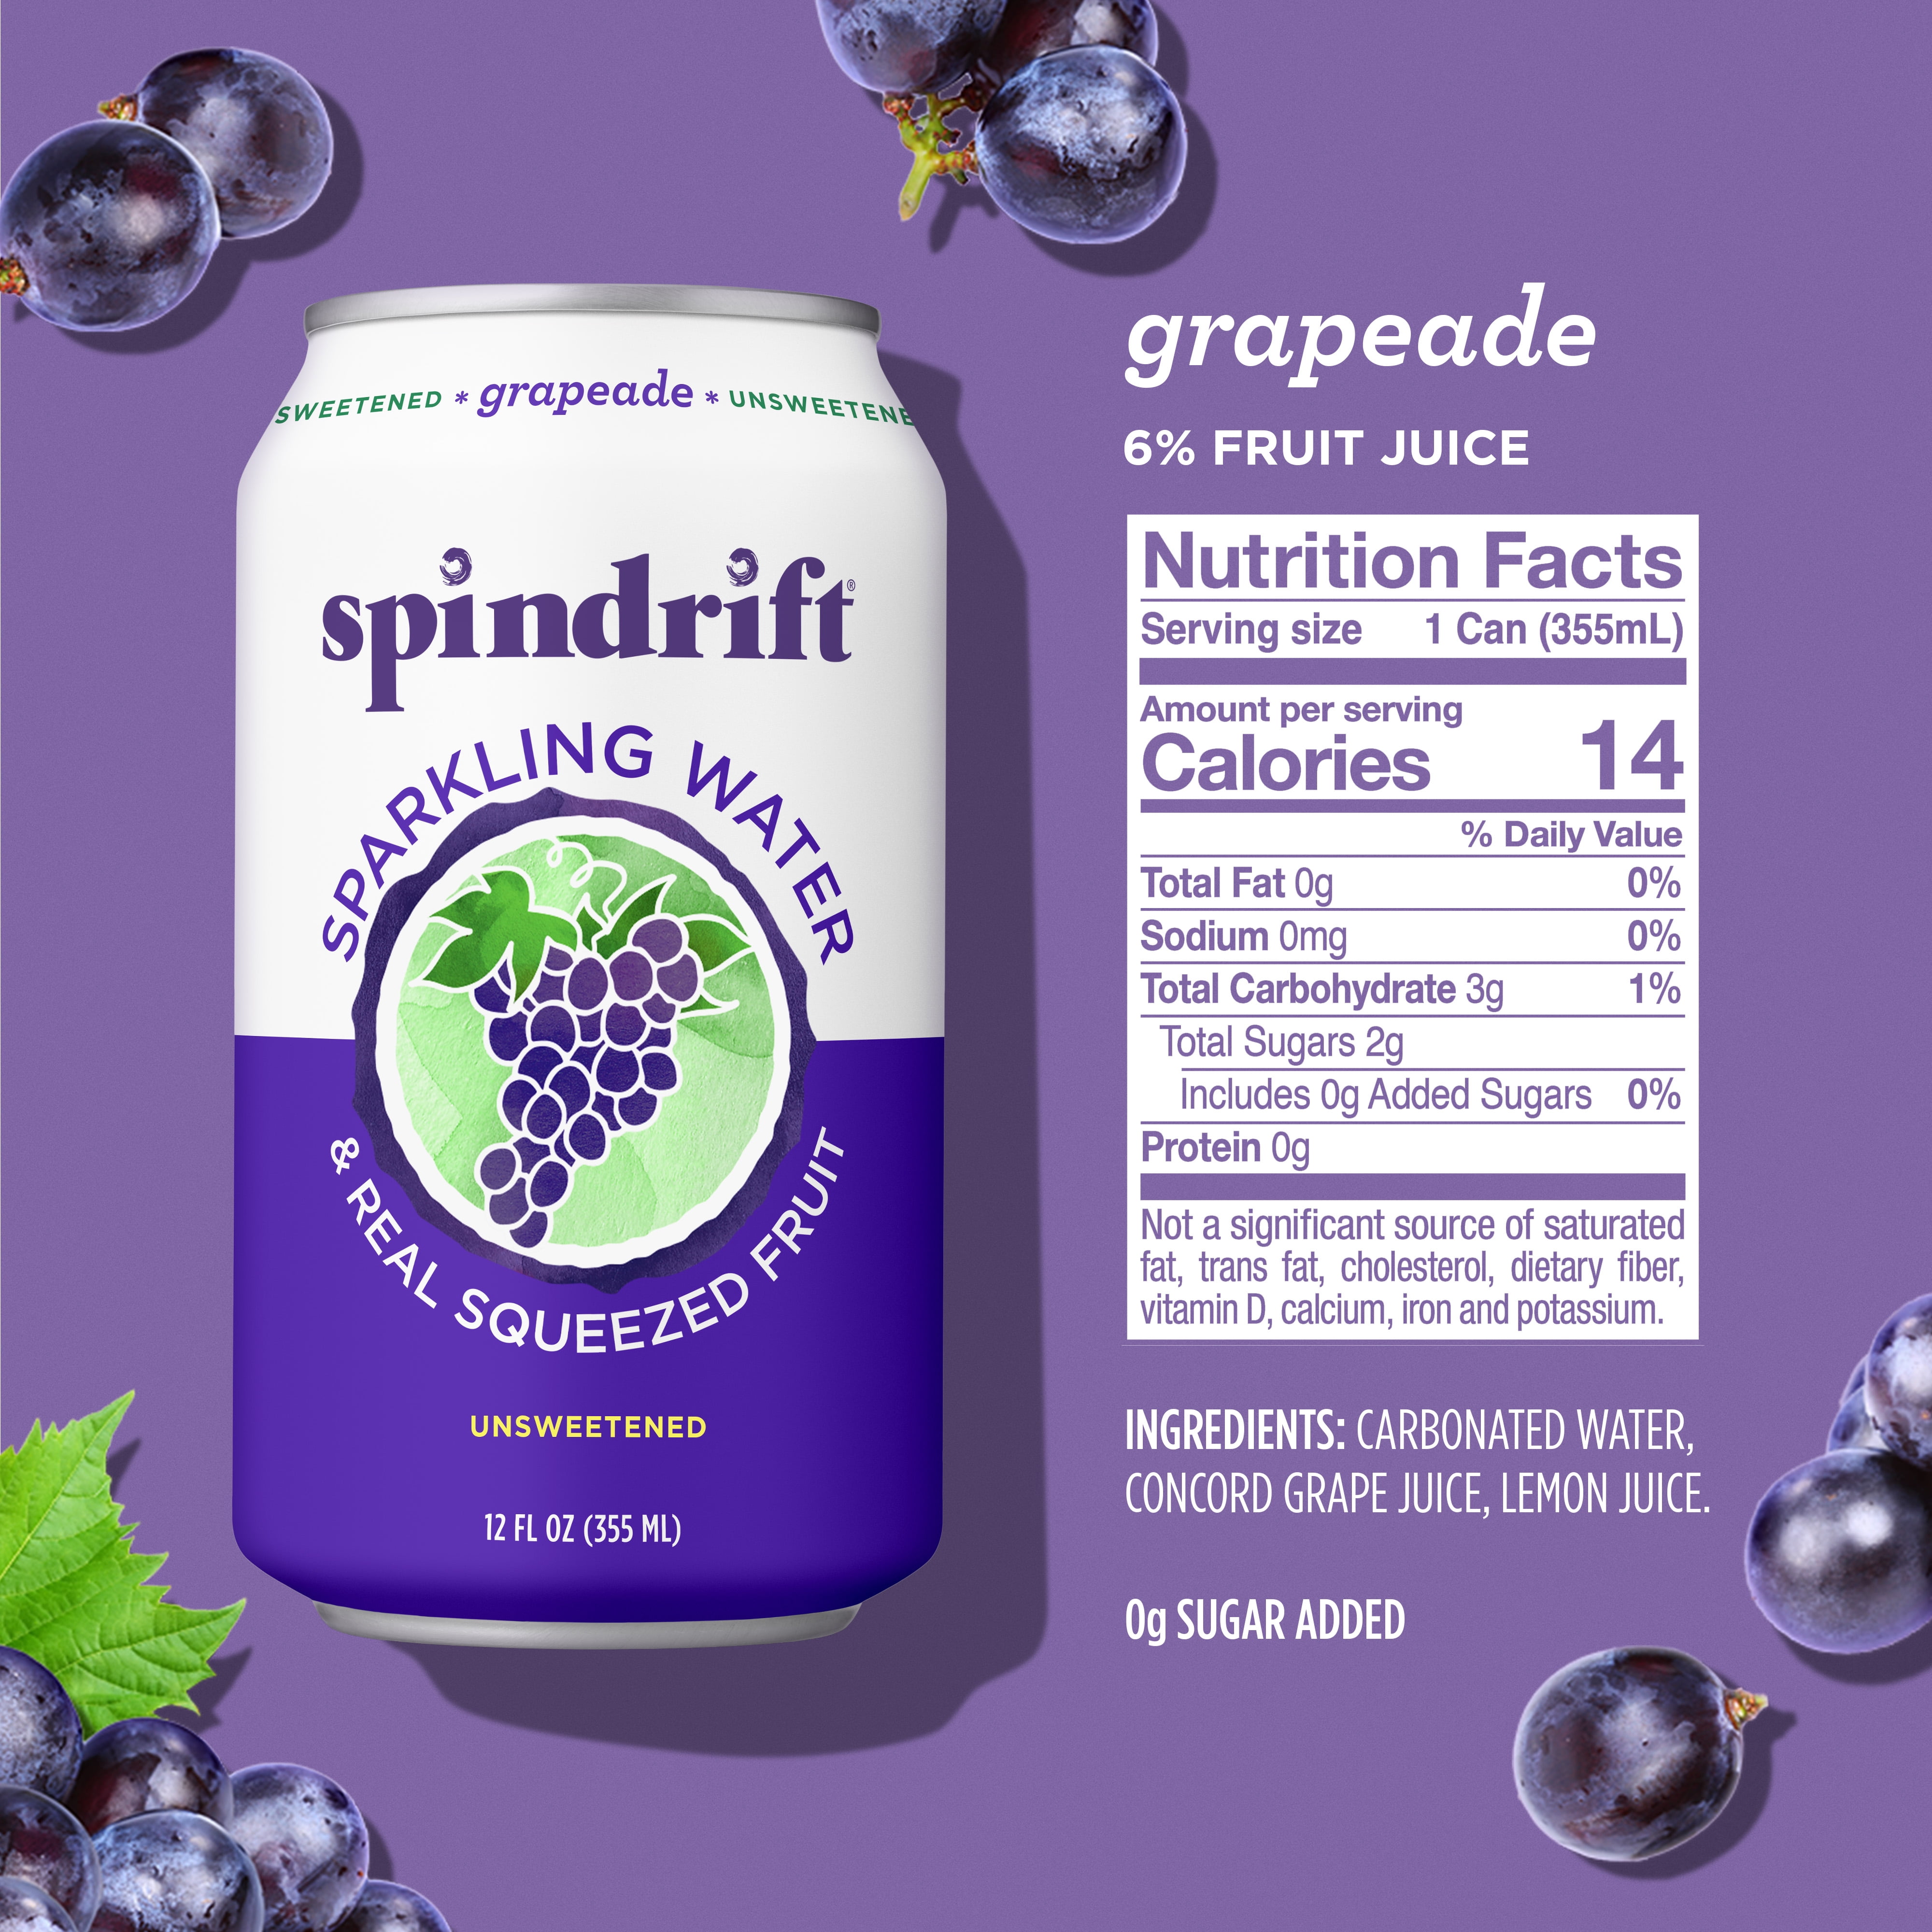 SWEETENED * grapeade * UNSWEETENE
spindrift®
SPARKLING WATER
& REAL SQUEEZED FRUIT
UNSWEETENED
12 FL OZ (355 ML)
grapeade
6% FRUIT JUICE
Nutrition Facts
Serving size 1 Can (355mL)
Amount per serving
Calories 14
% Daily Value
Total Fat 0g 0%
Sodium 0mg 0%
Total Carbohydrate 3g 1%
Total Sugars 2g
Includes 0g Added Sugars 0%
Protein 0g
Not a significant source of saturated
fat, trans fat, cholesterol, dietary fiber,
vitamin D, calcium, iron and potassium.
INGREDIENTS: CARBONATED WATER,
CONCORD GRAPE JUICE, LEMON JUICE.
0g SUGAR ADDED